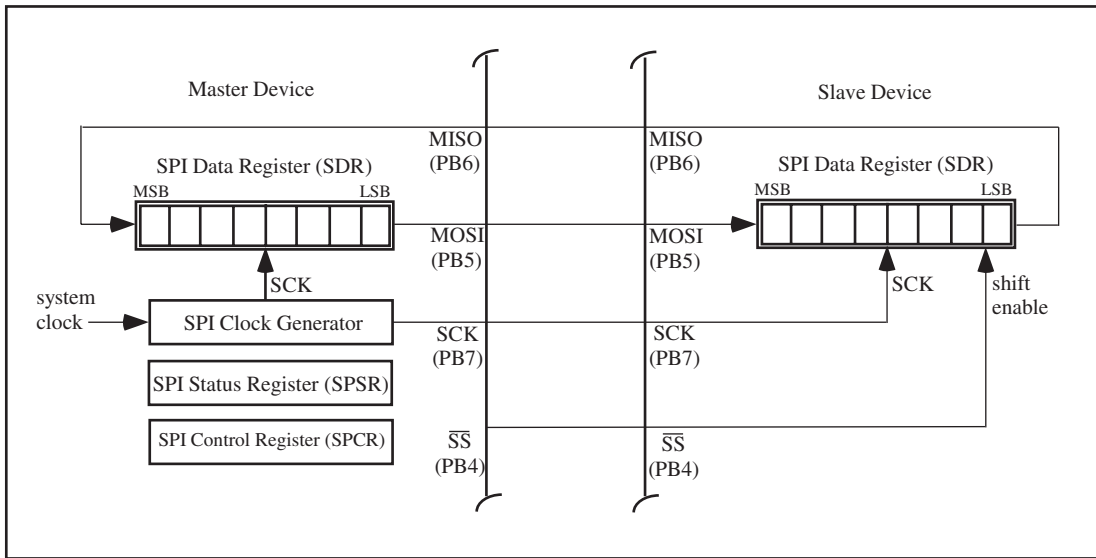 Master Device
Slave Device
MISO
(PB6)
MISO
(PB6)
SPI Data Register (SDR)
MSB
LSB
SPI Data Register (SDR)
MSB
LSB
MOSI
(PB5)
MOSI
(PB5)
SCK
SCK
shift
enable
system
clock
SPI Clock Generator
SCK
(PB7)
SCK
(PB7)
SPI Status Register (SPSR)
SPI Control Register (SPCR)
S̅S̅
(PB4)
S̅S̅
(PB4)